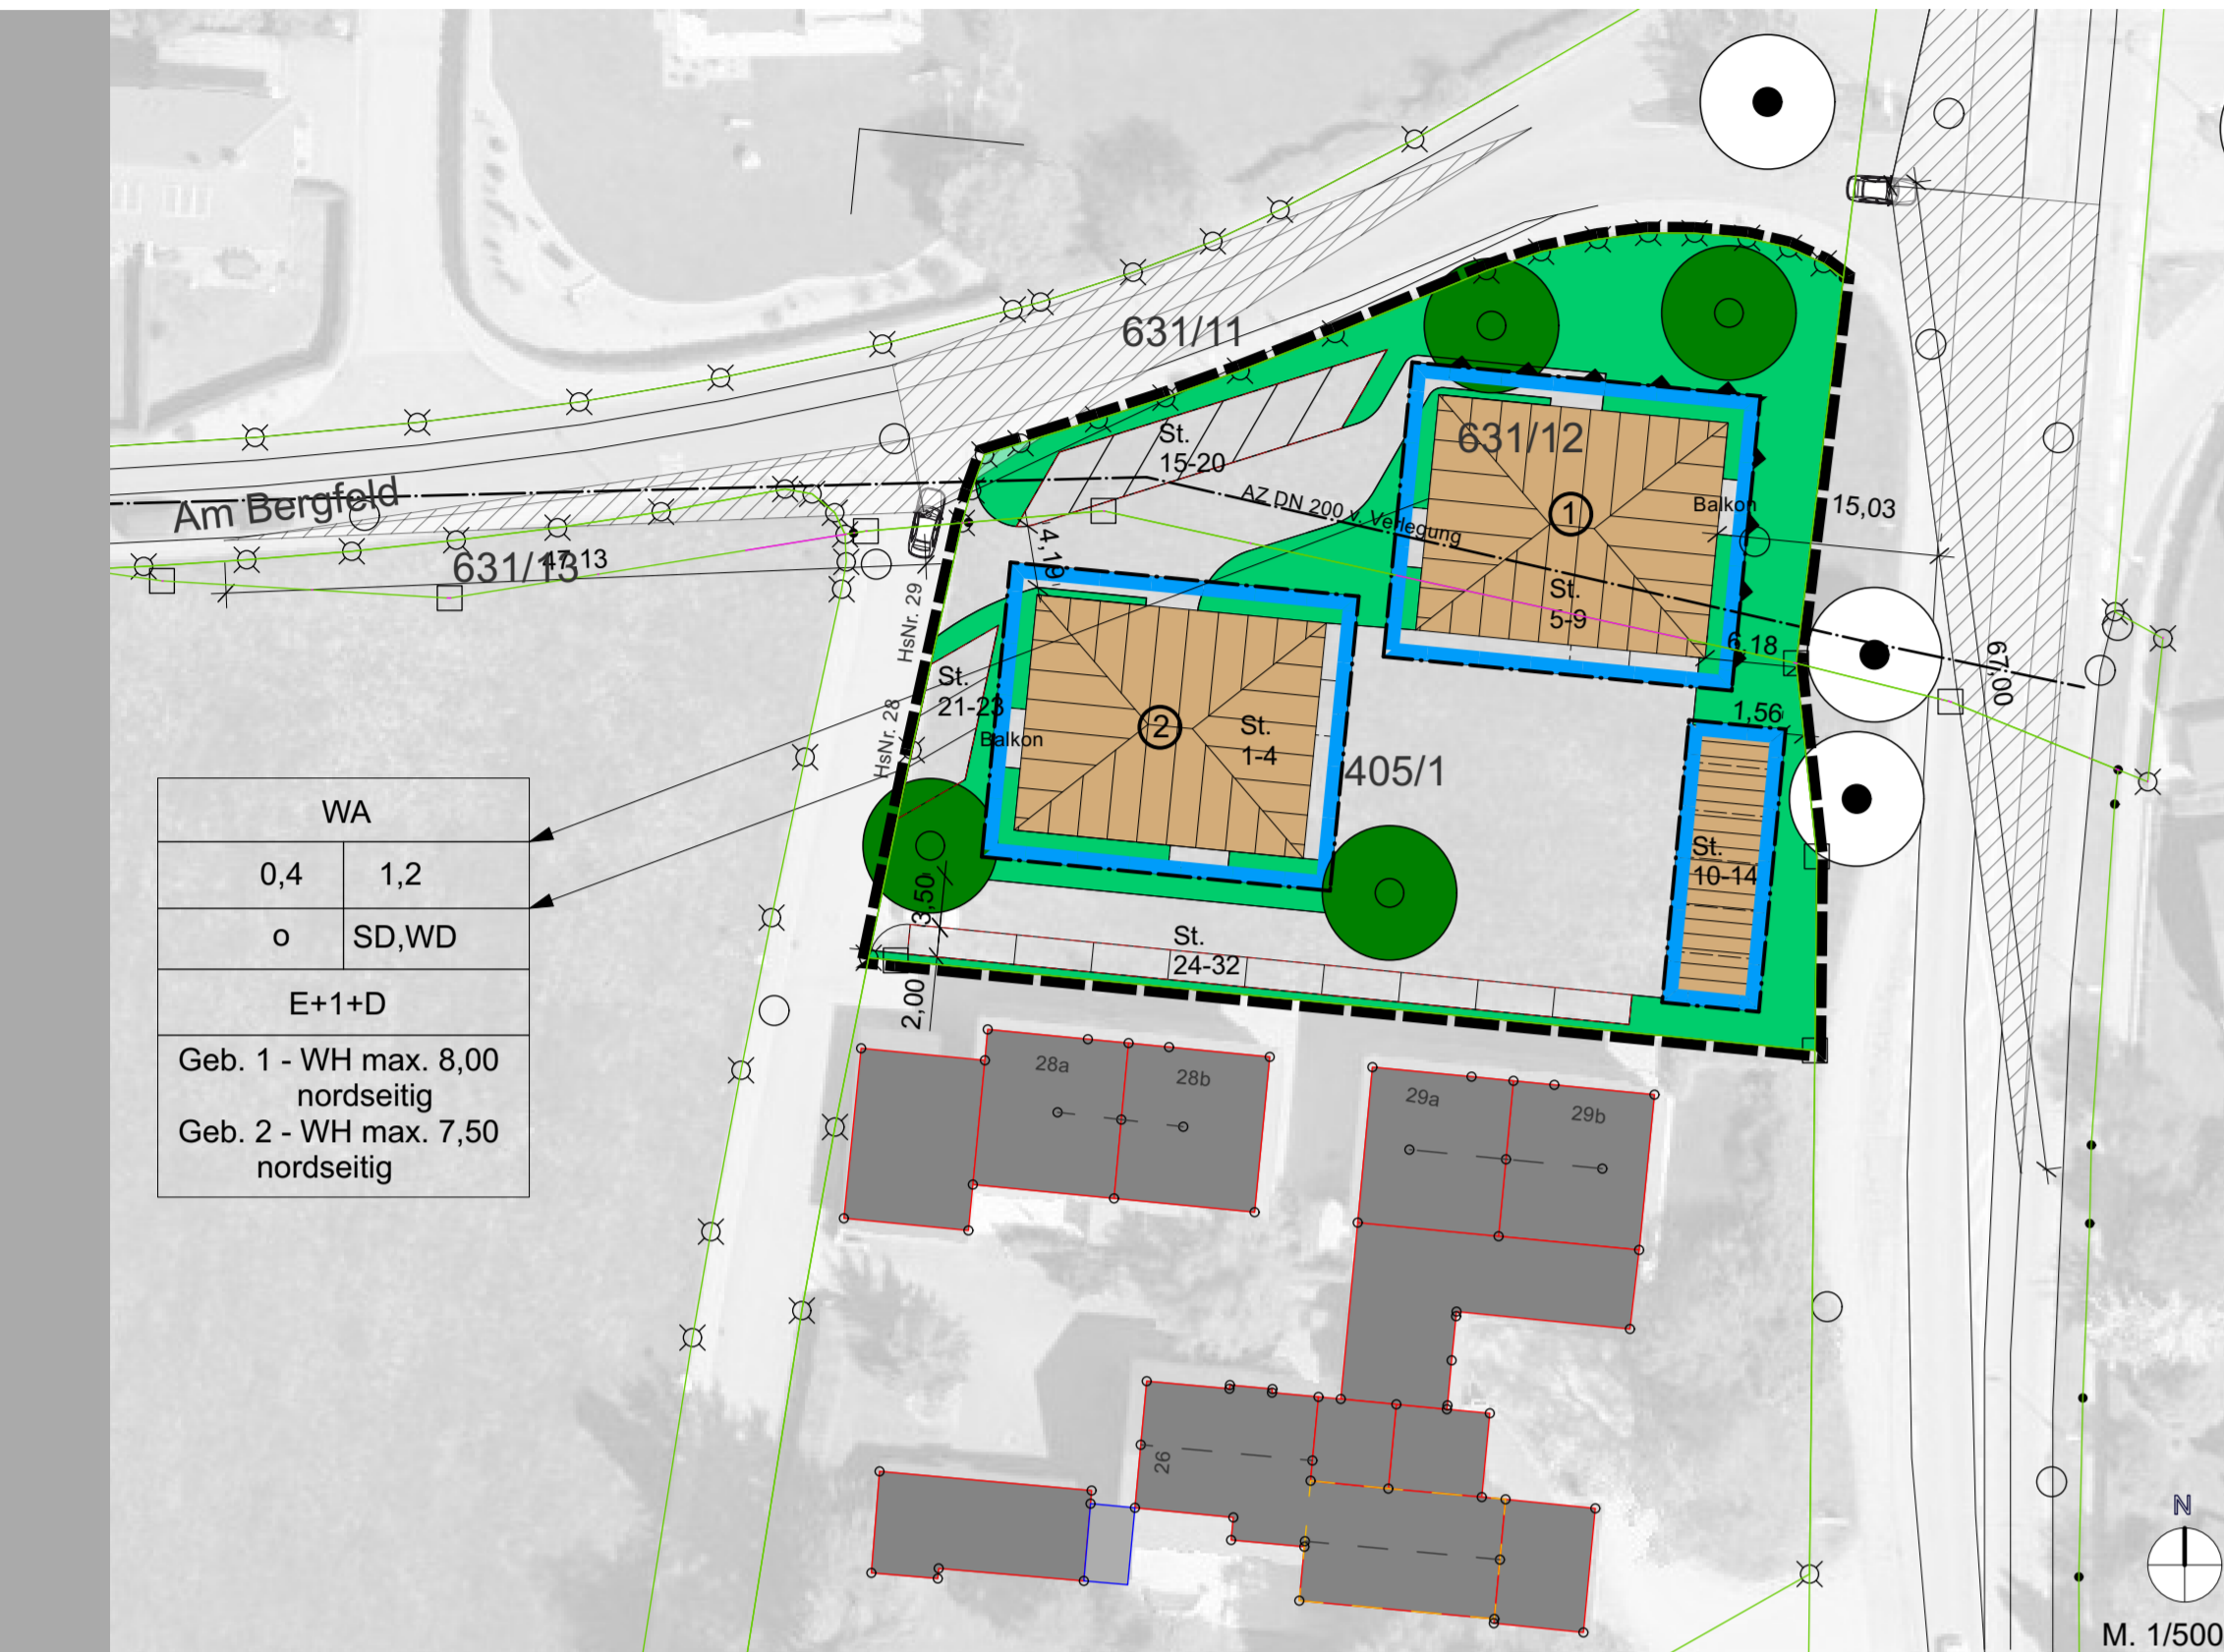 631/11
St.
15-20
631/12
1
AZ DN 200 v. Verlegung
Balkon
15,03
Am Bergfeld
631/13
47,13
4,19
St.
5-9
6,18
67,00
HsNr. 29
HsNr. 28
St.
21-23
Balkon
2
St.
1-4
405/1
1,56
St.
10-14
WA
0,4 1,2
o SD,WD
E+1+D
Geb. 1 - WH max. 8,00
nordseitig
Geb. 2 - WH max. 7,50
nordseitig
3,50
2,00
St.
24-32
28a
28b
29a
29b
26
N
M. 1/500